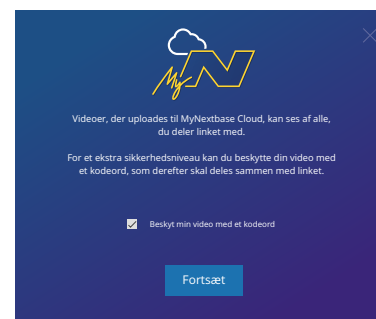 My N
Videoer, der uploades til MyNextbase Cloud, kan ses af alle,
du deler linket med.
For et ekstra sikkerhedsniveau kan du beskytte din video med
et kodeord, som derefter skal deles sammen med linket.
Beskyt min video med et kodeord
Fortsæt